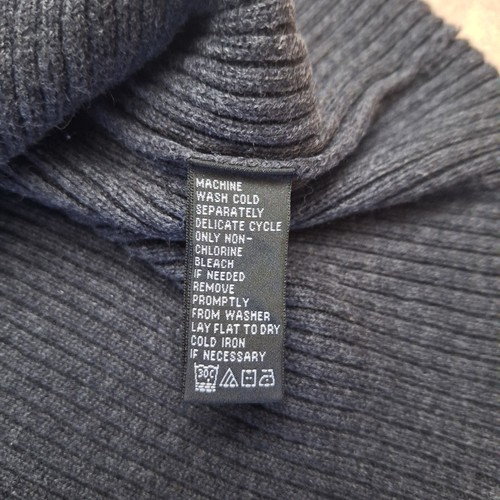 MACHINE
WASH COLD
SEPARATELY
DELICATE CYCLE
ONLY NON-
CHLORINE
BLEACH
IF NEEDED
REMOVE
PROMPTLY
FROM WASHER
LAY FLAT TO DRY
COLD IRON
IF NECESSARY
30C